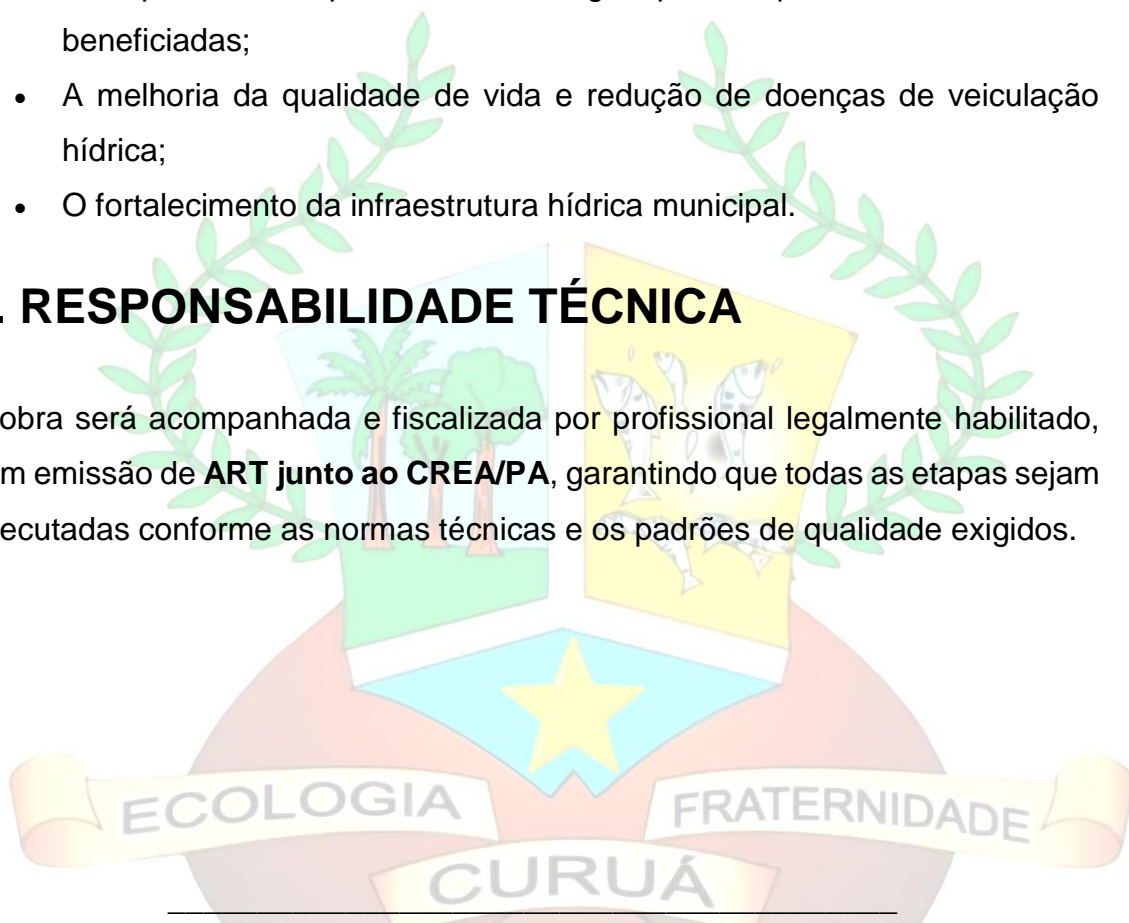 beneficiadas;
• A melhoria da qualidade de vida e redução de doenças de veiculação
hídrica;
• O fortalecimento da infraestrutura hídrica municipal.
. RESPONSABILIDADE TÉCNICA
obra será acompanhada e fiscalizada por profissional legalmente habilitado,
m emissão de ART junto ao CREA/PA, garantindo que todas as etapas sejam
ecutadas conforme as normas técnicas e os padrões de qualidade exigidos.
ECOLOGIA FRATERNIDADE
CURUÁ